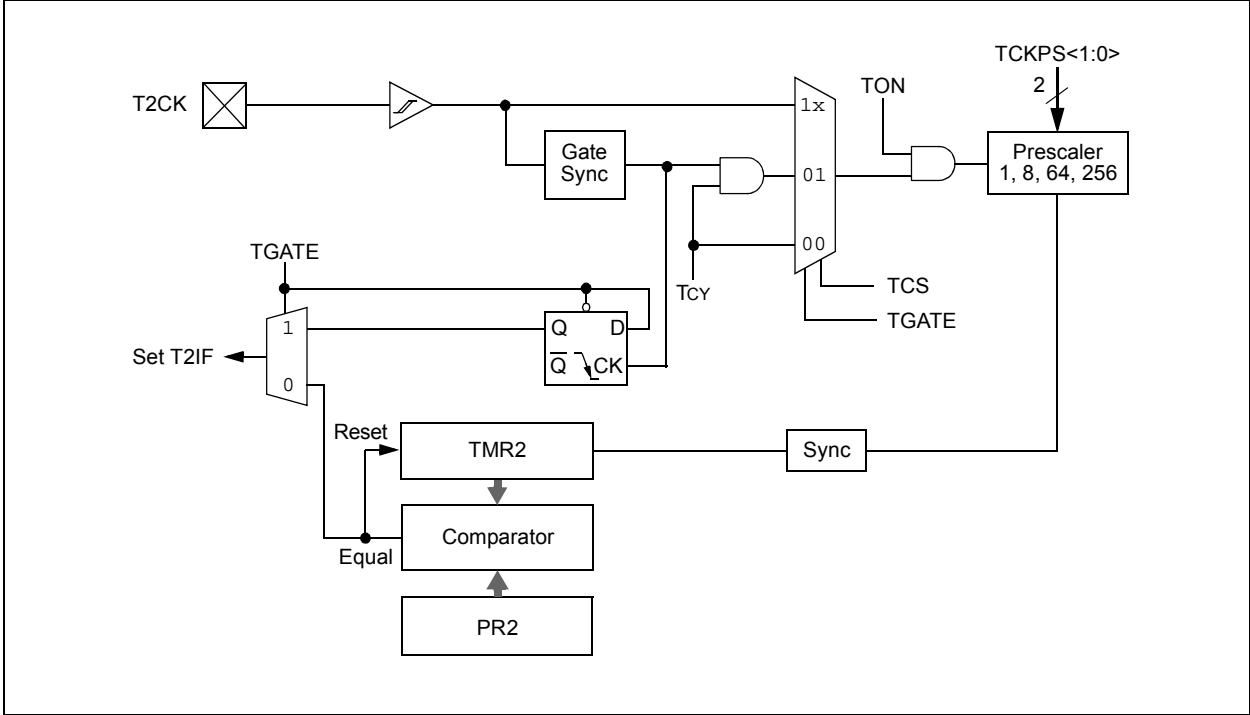 TCKPS<1:0>
2
T2CK
1x
TON
Gate
Sync
Prescaler
1, 8, 64, 256
01
00
TGATE
TCY
TCS
TGATE
1
Q
D
Set T2IF
Q
CK
0
Reset
TMR2
Sync
Comparator
Equal
PR2